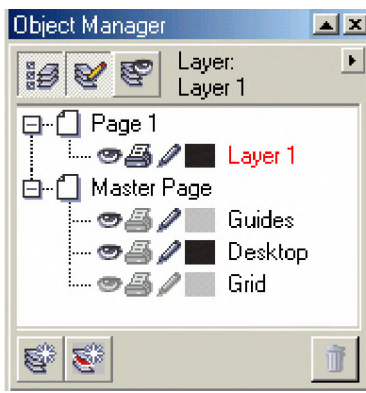 Object Manager
Layer:
Layer 1
Page 1
Layer 1
Master Page
Guides
Desktop
Grid